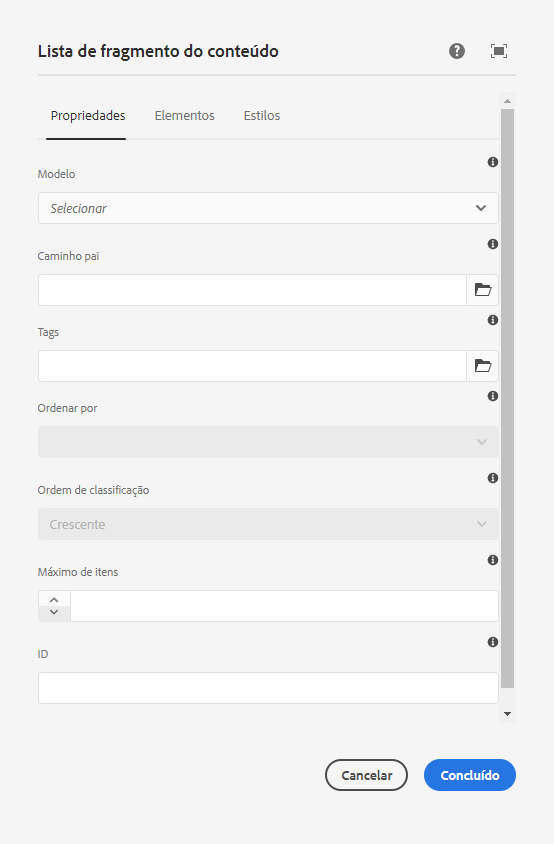 Lista de fragmento do conteúdo
Propriedades Elementos Estilos
Modelo
Selecionar
Caminho pai
Tags
Ordenar por
Ordem de classificação
Crescente
Máximo de itens
ID
Cancelar Concluído